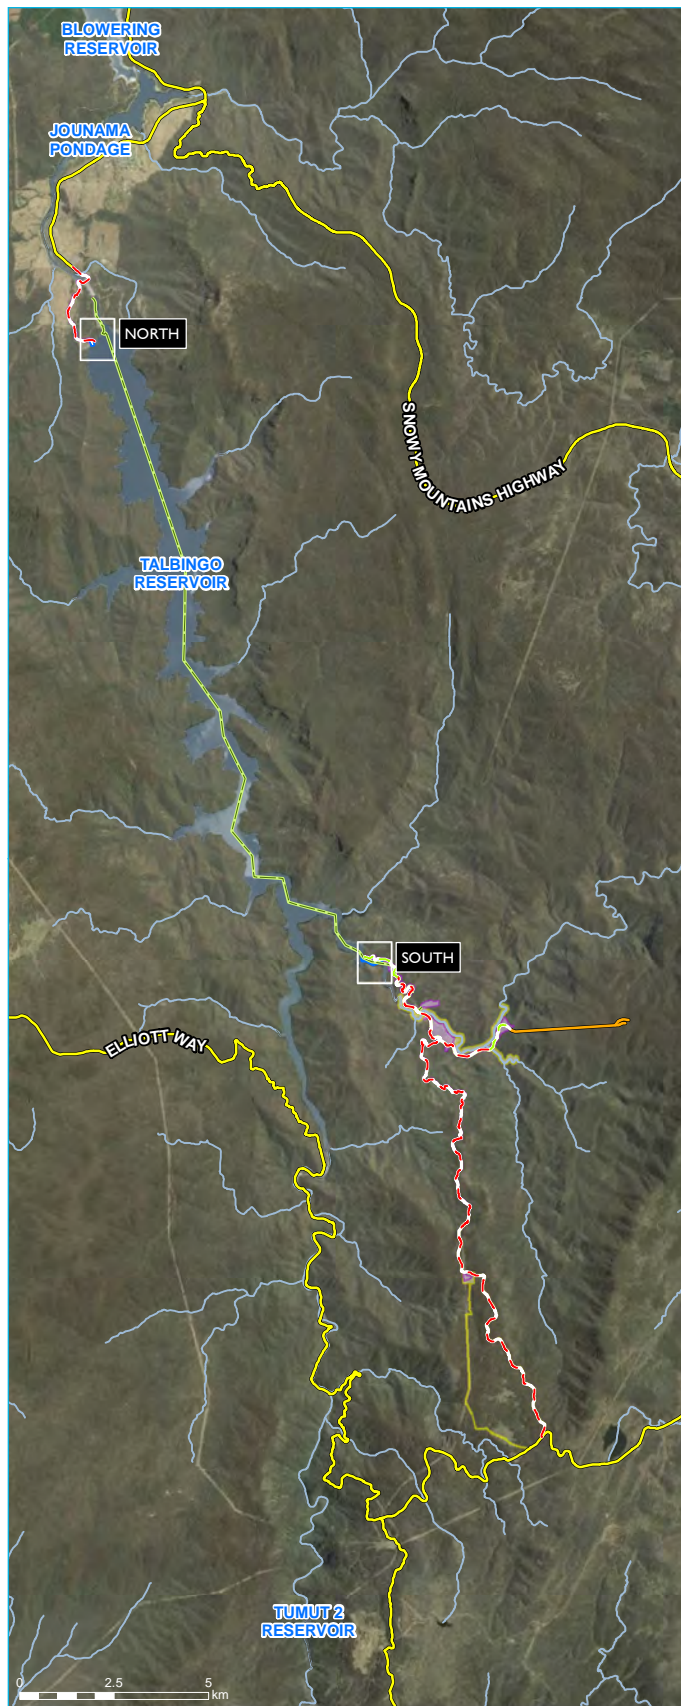 BLOWERING
RESERVOIR
JOUNAMA
PONDAGE
NORTH
SNOWY MOUNTAINS HIGHWAY
TALBINGO
RESERVOIR
SOUTH
ELLIOTT WAY
TUMUT 2
RESERVOIR
0 2.5 5
km